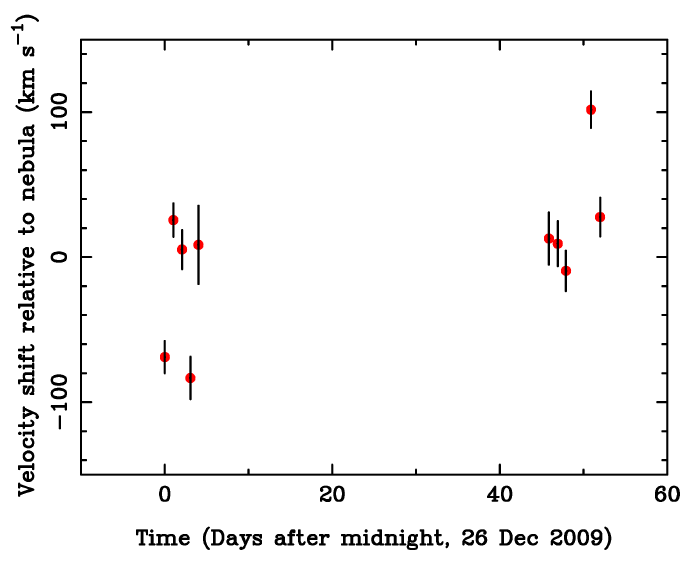 Velocity shift relative to nebula (km s⁻¹)
100
0
−100
0 20 40 60
Time (Days after midnight, 26 Dec 2009)